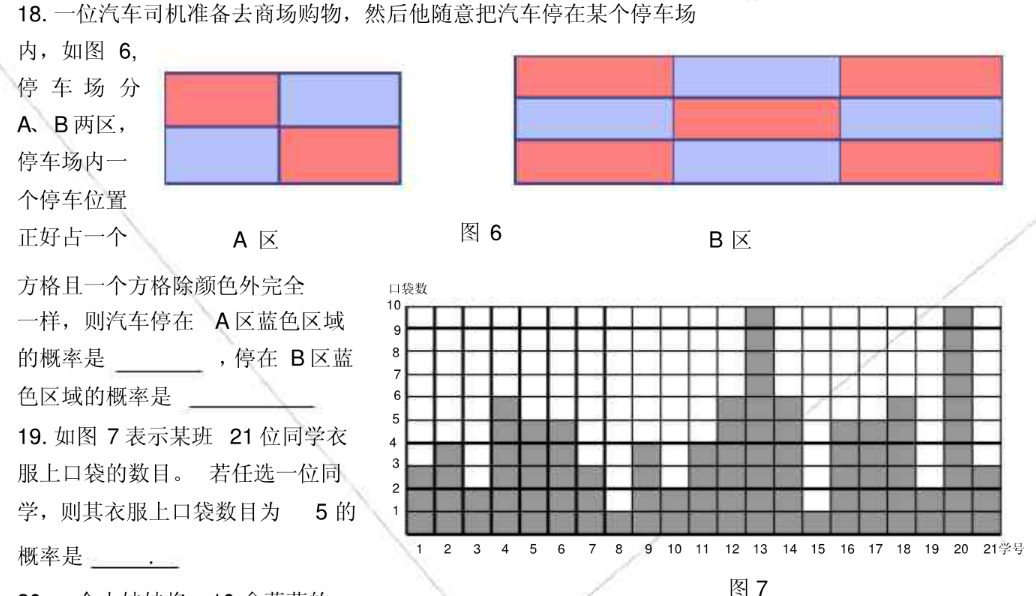 18. 一位汽车司机准备去商场购物，然后他随意把汽车停在某个停车场
内，如图 6,
停车场分
A、B 两区，
停车场内一
个停车位置
正好占一个
A 区
图 6
B 区
方格且一个方格除颜色外完全
一样，则汽车停在 A 区蓝色区域
的概率是 ______ ，停在 B 区蓝
色区域的概率是 ______
19. 如图 7 表示某班 21 位同学衣
服上口袋的数目。 若任选一位同
学，则其衣服上口袋数目为 5 的
概率是 ______.
口袋数
10
9
8
7
6
5
4
3
2
1
1 2 3 4 5 6 7 8 9 10 11 12 13 14 15 16 17 18 19 20 21 学号
图 7